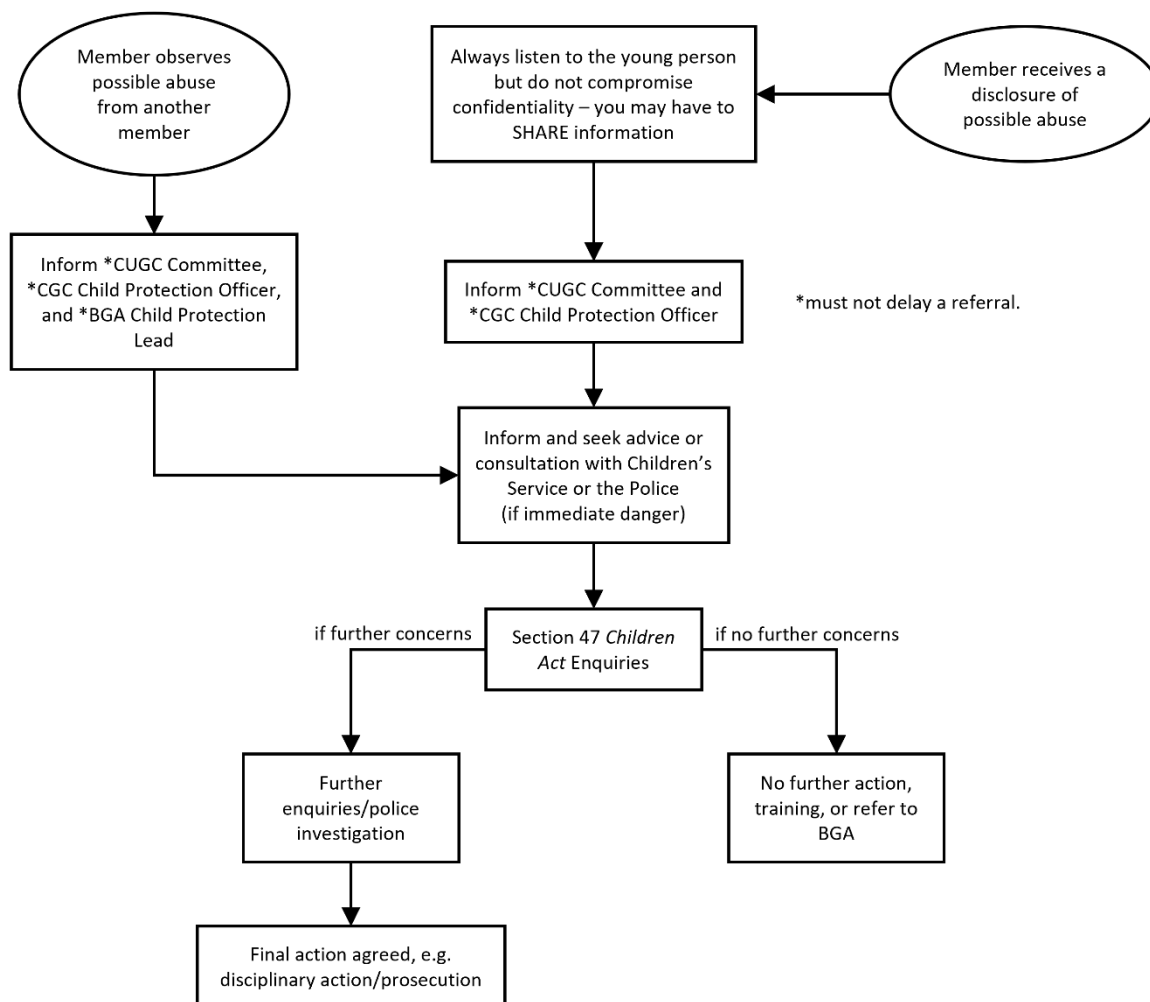 Member observes
possible abuse
from another
member
Always listen to the young person
but do not compromise
confidentiality – you may have to
SHARE information
Member receives a
disclosure of
possible abuse
Inform *CUGC Committee,
*CGC Child Protection Officer,
and *BGA Child Protection
Lead
Inform *CUGC Committee and
*CGC Child Protection Officer
*must not delay a referral.
Inform and seek advice or
consultation with Children’s
Service or the Police
(if immediate danger)
if further concerns
Section 47 Children
Act Enquiries
if no further concerns
Further
enquiries/police
investigation
No further action,
training, or refer to
BGA
Final action agreed, e.g.
disciplinary action/prosecution